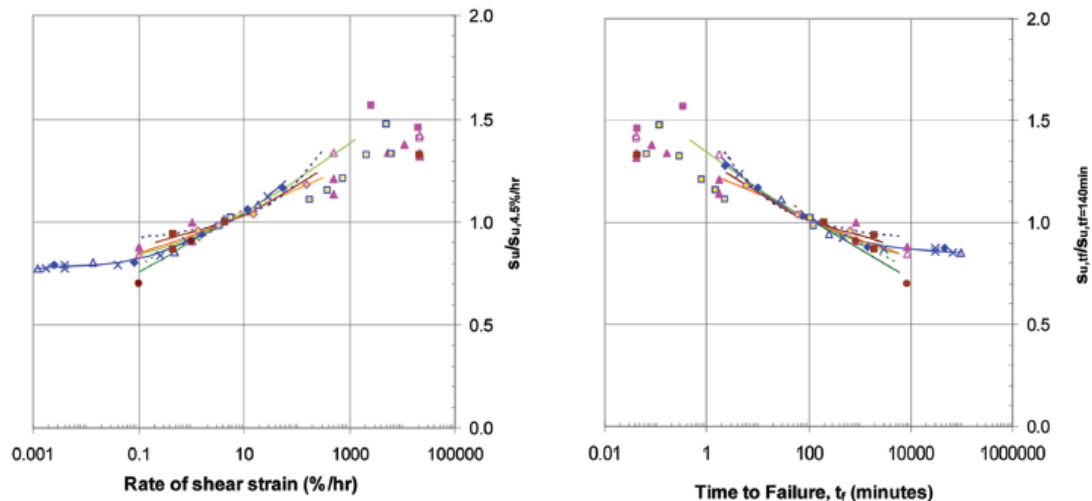 2.0
1.5
1.0
0.5
0.0
su/su,4.5%/hr
0.001 0.1 10 1000 100000
Rate of shear strain (%/hr)
2.0
1.5
1.0
0.5
0.0
su,tf/su,tf=140min
0.01 1 100 10000 1000000
Time to Failure, tf (minutes)